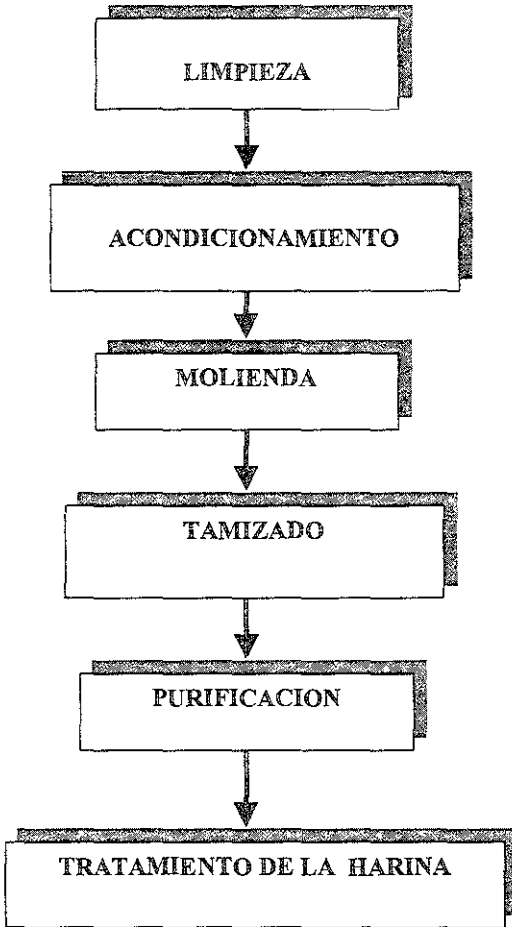 LIMPIEZA
ACONDICIONAMIENTO
MOLIENDA
TAMIZADO
PURIFICACION
TRATAMIENTO DE LA HARINA